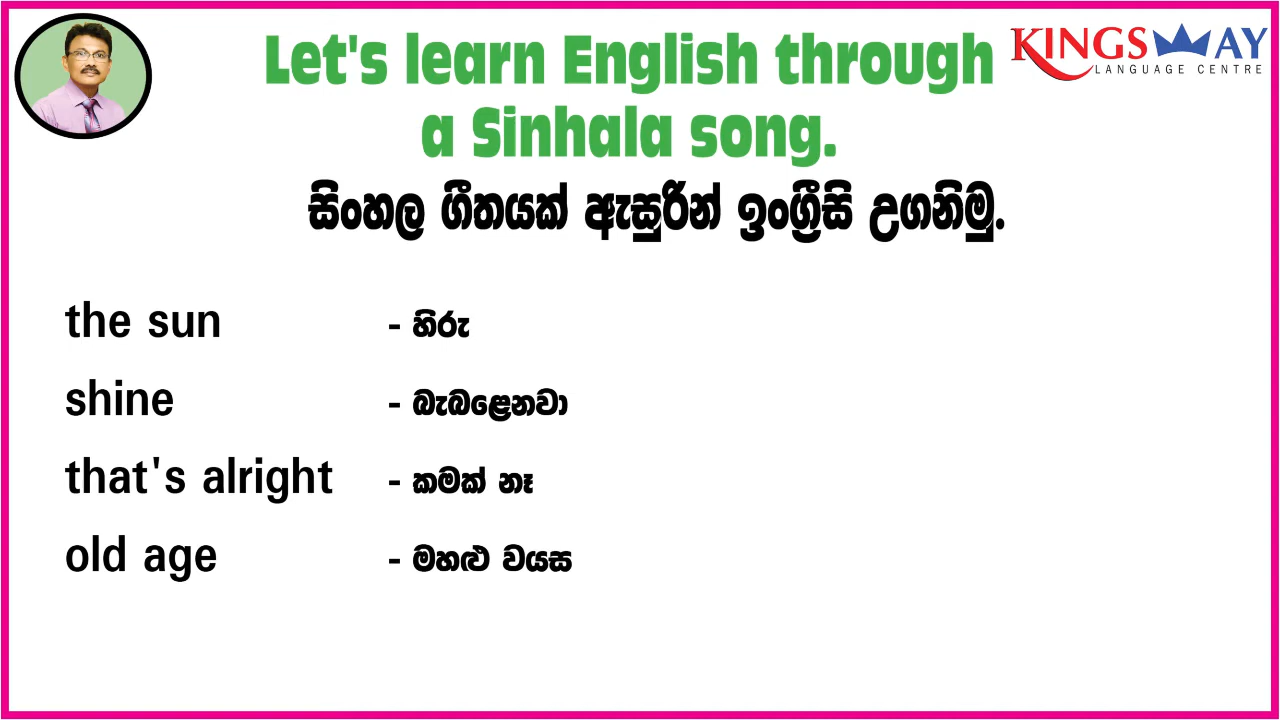 Let's learn English through
KINGSWAY
LANGUAGE CENTRE
a Sinhala song.
සිංහල ගීතයක් ඇසුරින් ඉංග්‍රීසි උගනිමු.
the sun - හිරු
shine - බැබළෙනවා
that's alright - කමක් නෑ
old age - මහළු වයස